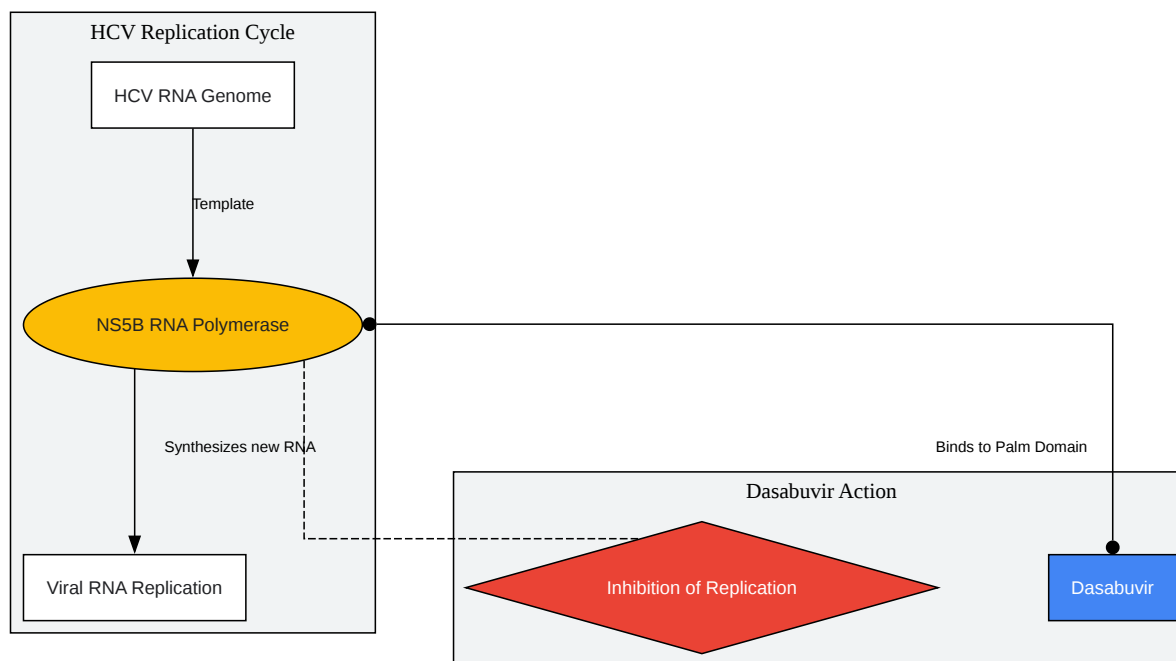 HCV Replication Cycle
HCV RNA Genome
Template
NS5B RNA Polymerase
Synthesizes new RNA
Binds to Palm Domain
Dasabuvir Action
Viral RNA Replication
Inhibition of Replication
Dasabuvir